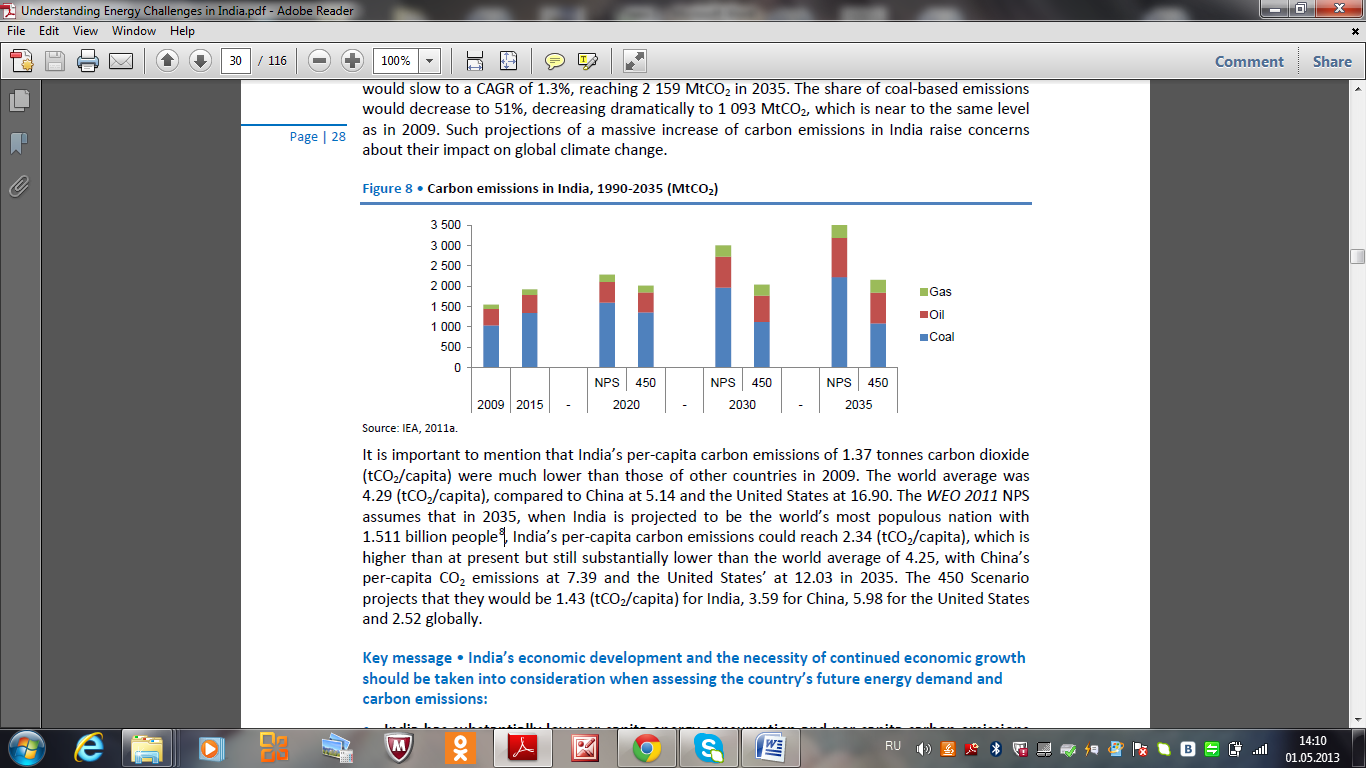 Understanding Energy Challenges in India.pdf - Adobe Reader
File Edit View Window Help
30 / 116 100% Comment Share
would slow to a CAGR of 1.3%, reaching 2 159 MtCO₂ in 2035. The share of coal-based emissions
would decrease to 51%, decreasing dramatically to 1 093 MtCO₂, which is near to the same level
as in 2009. Such projections of a massive increase of carbon emissions in India raise concerns
about their impact on global climate change.
Page | 28
Figure 8 • Carbon emissions in India, 1990-2035 (MtCO₂)
3 500
3 000
2 500
2 000
1 500
1 000
500
0
Gas
Oil
Coal
NPS 450 NPS 450 NPS 450
2009 2015 - 2020 - 2030 - 2035
Source: IEA, 2011a.
It is important to mention that India's per-capita carbon emissions of 1.37 tonnes carbon dioxide
(tCO₂/capita) were much lower than those of other countries in 2009. The world average was
4.29 (tCO₂/capita), compared to China at 5.14 and the United States at 16.90. The WEO 2011 NPS
assumes that in 2035, when India is projected to be the world's most populous nation with
1.511 billion people⁸, India's per-capita carbon emissions could reach 2.34 (tCO₂/capita), which is
higher than at present but still substantially lower than the world average of 4.25, with China's
per-capita CO₂ emissions at 7.39 and the United States' at 12.03 in 2035. The 450 Scenario
projects that they would be 1.43 (tCO₂/capita) for India, 3.59 for China, 5.98 for the United States
and 2.52 globally.
Key message • India's economic development and the necessity of continued economic growth
should be taken into consideration when assessing the country's future energy demand and
carbon emissions:
• India has substantially low per-capita energy consumption and per-capita carbon emissions
RU
14:10
01.05.2013